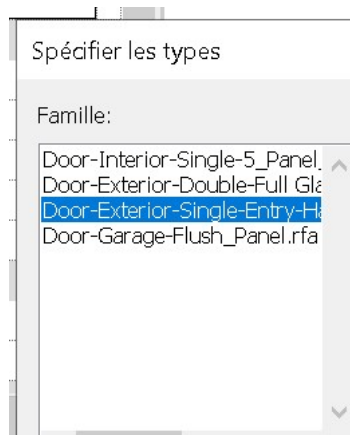 Spécifier les types
Famille:
Door-Interior-Single-5_Panel_
Door-Exterior-Double-Full Gla
Door-Exterior-Single-Entry-Ha
Door-Garage-Flush_Panel.rfa